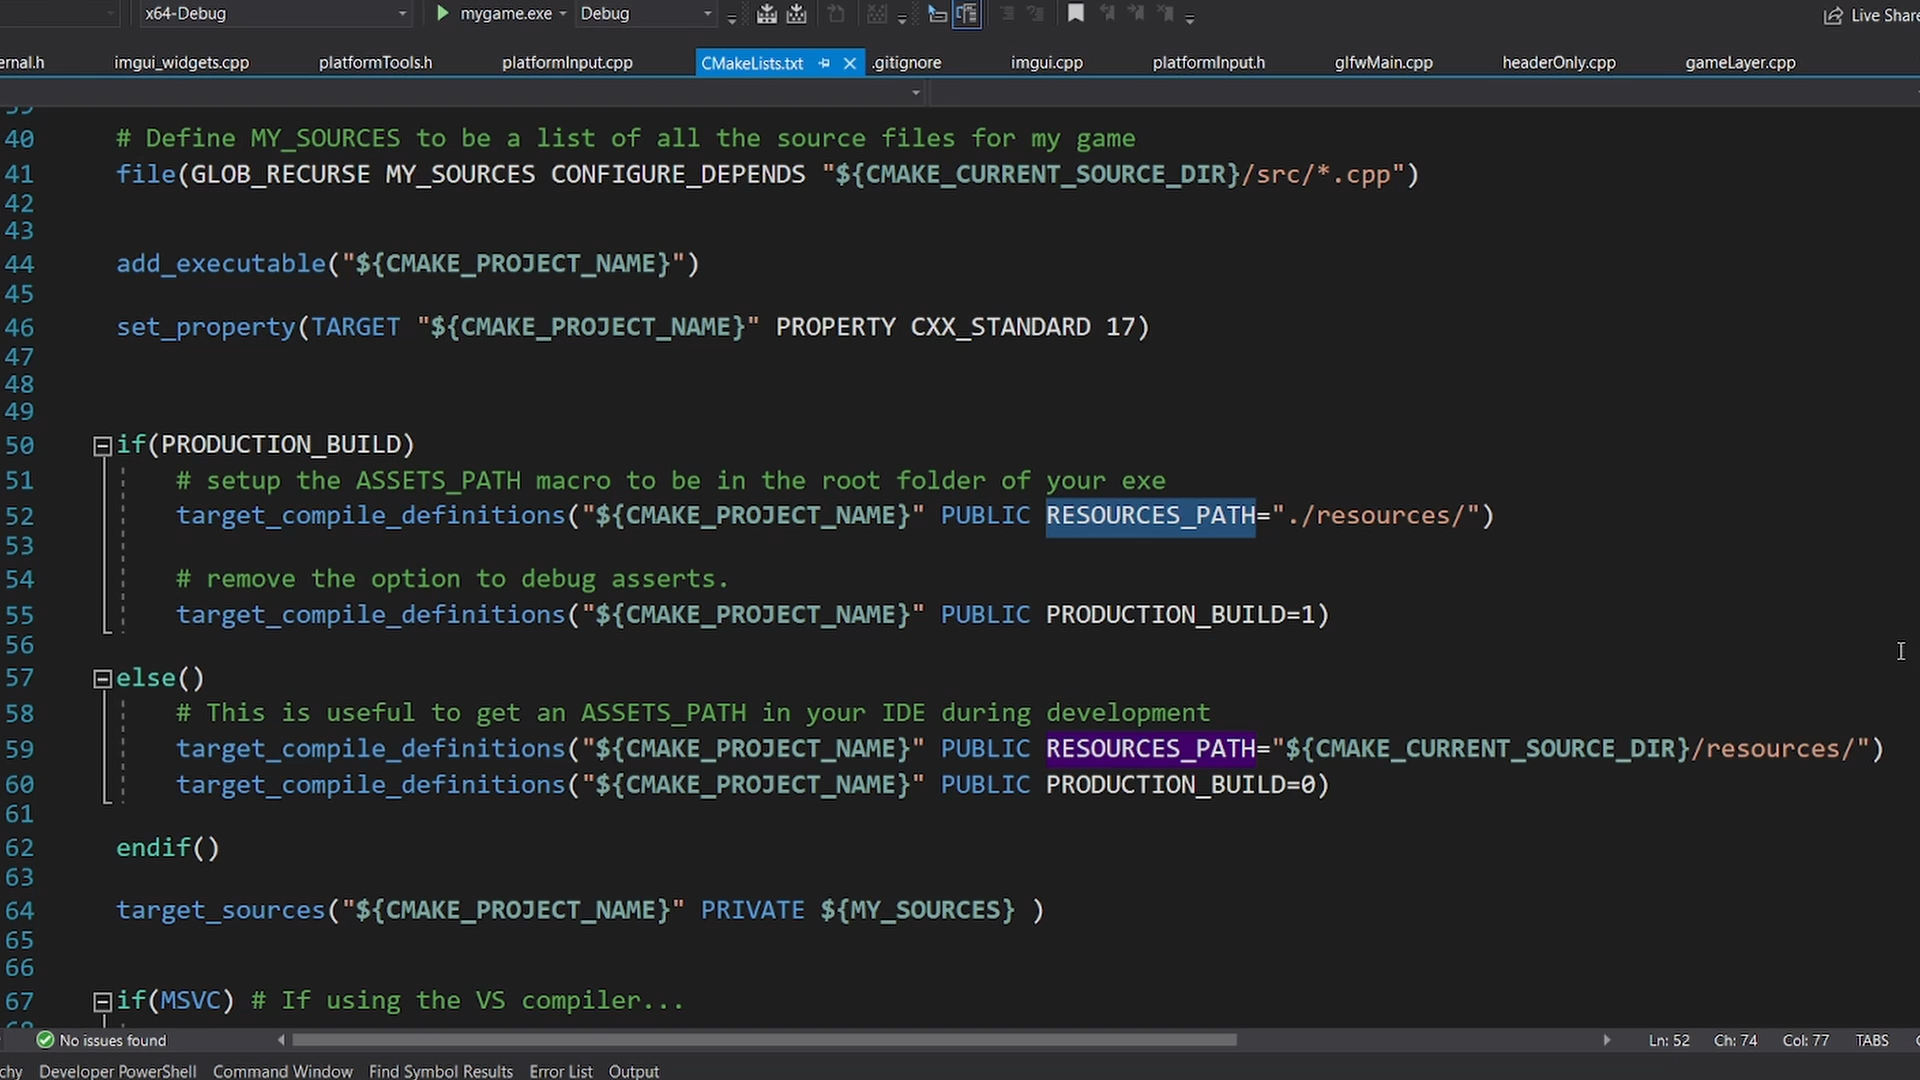 x64-Debug mygame.exe Debug Live Share
ernal.h imgui_widgets.cpp platformTools.h platformInput.cpp CMakeLists.txt .gitignore imgui.cpp platformInput.h glfwMain.cpp headerOnly.cpp gameLayer.cpp
39
40 # Define MY_SOURCES to be a list of all the source files for my game
41 file(GLOB_RECURSE MY_SOURCES CONFIGURE_DEPENDS "${CMAKE_CURRENT_SOURCE_DIR}/src/*.cpp")
42
43
44 add_executable("${CMAKE_PROJECT_NAME}")
45
46 set_property(TARGET "${CMAKE_PROJECT_NAME}" PROPERTY CXX_STANDARD 17)
47
48
49
50 if(PRODUCTION_BUILD)
51 # setup the ASSETS_PATH macro to be in the root folder of your exe
52 target_compile_definitions("${CMAKE_PROJECT_NAME}" PUBLIC RESOURCES_PATH="./resources/")
53
54 # remove the option to debug asserts.
55 target_compile_definitions("${CMAKE_PROJECT_NAME}" PUBLIC PRODUCTION_BUILD=1)
56
57 else()
58 # This is useful to get an ASSETS_PATH in your IDE during development
59 target_compile_definitions("${CMAKE_PROJECT_NAME}" PUBLIC RESOURCES_PATH="${CMAKE_CURRENT_SOURCE_DIR}/resources/")
60 target_compile_definitions("${CMAKE_PROJECT_NAME}" PUBLIC PRODUCTION_BUILD=0)
61
62 endif()
63
64 target_sources("${CMAKE_PROJECT_NAME}" PRIVATE ${MY_SOURCES} )
65
66
67 if(MSVC) # If using the VS compiler...
68
No issues found Ln: 52 Ch: 74 Col: 77 TABS
chy Developer PowerShell Command Window Find Symbol Results Error List Output